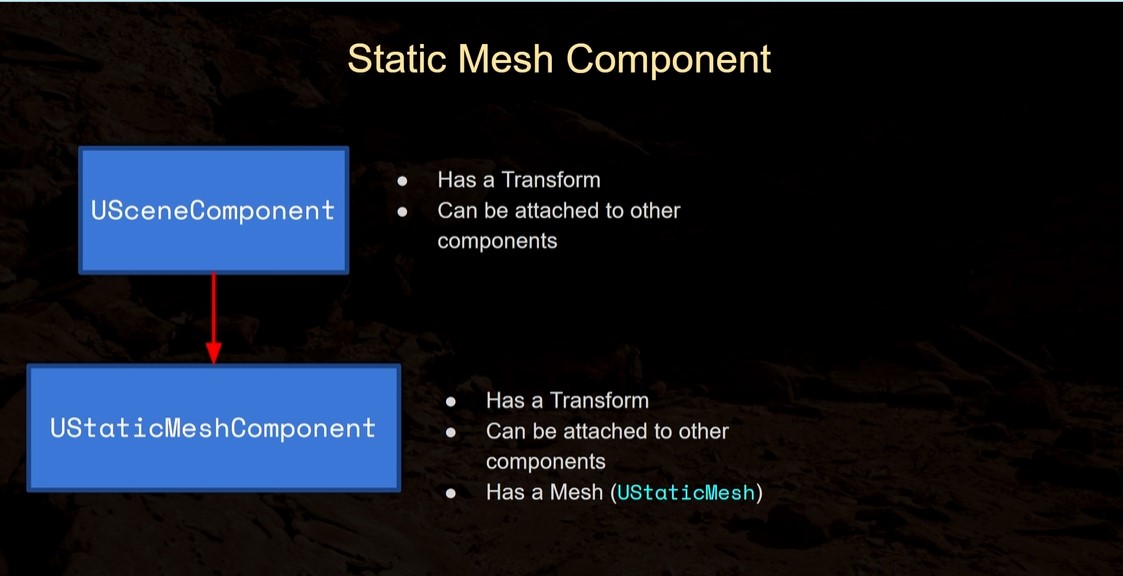 Static Mesh Component
USceneComponent
● Has a Transform
● Can be attached to other
components
UStaticMeshComponent
● Has a Transform
● Can be attached to other
components
● Has a Mesh (UStaticMesh)